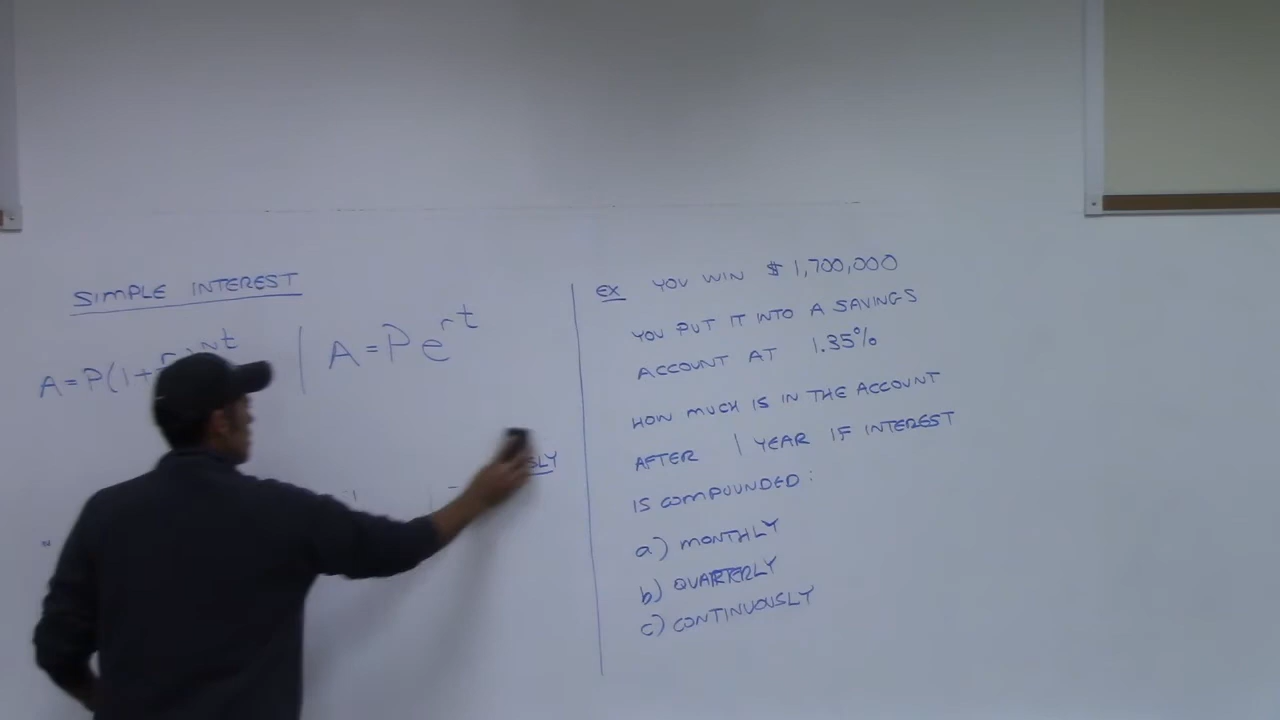 SIMPLE INTEREST
A=P(1+
A=Pe^rt
EX YOU WIN $1,700,000
YOU PUT IT INTO A SAVINGS
ACCOUNT AT 1.35%
HOW MUCH IS IN THE ACCOUNT
AFTER 1 YEAR IF INTEREST
IS COMPOUNDED:
a) MONTHLY
b) QUARTERLY
c) CONTINUOUSLY